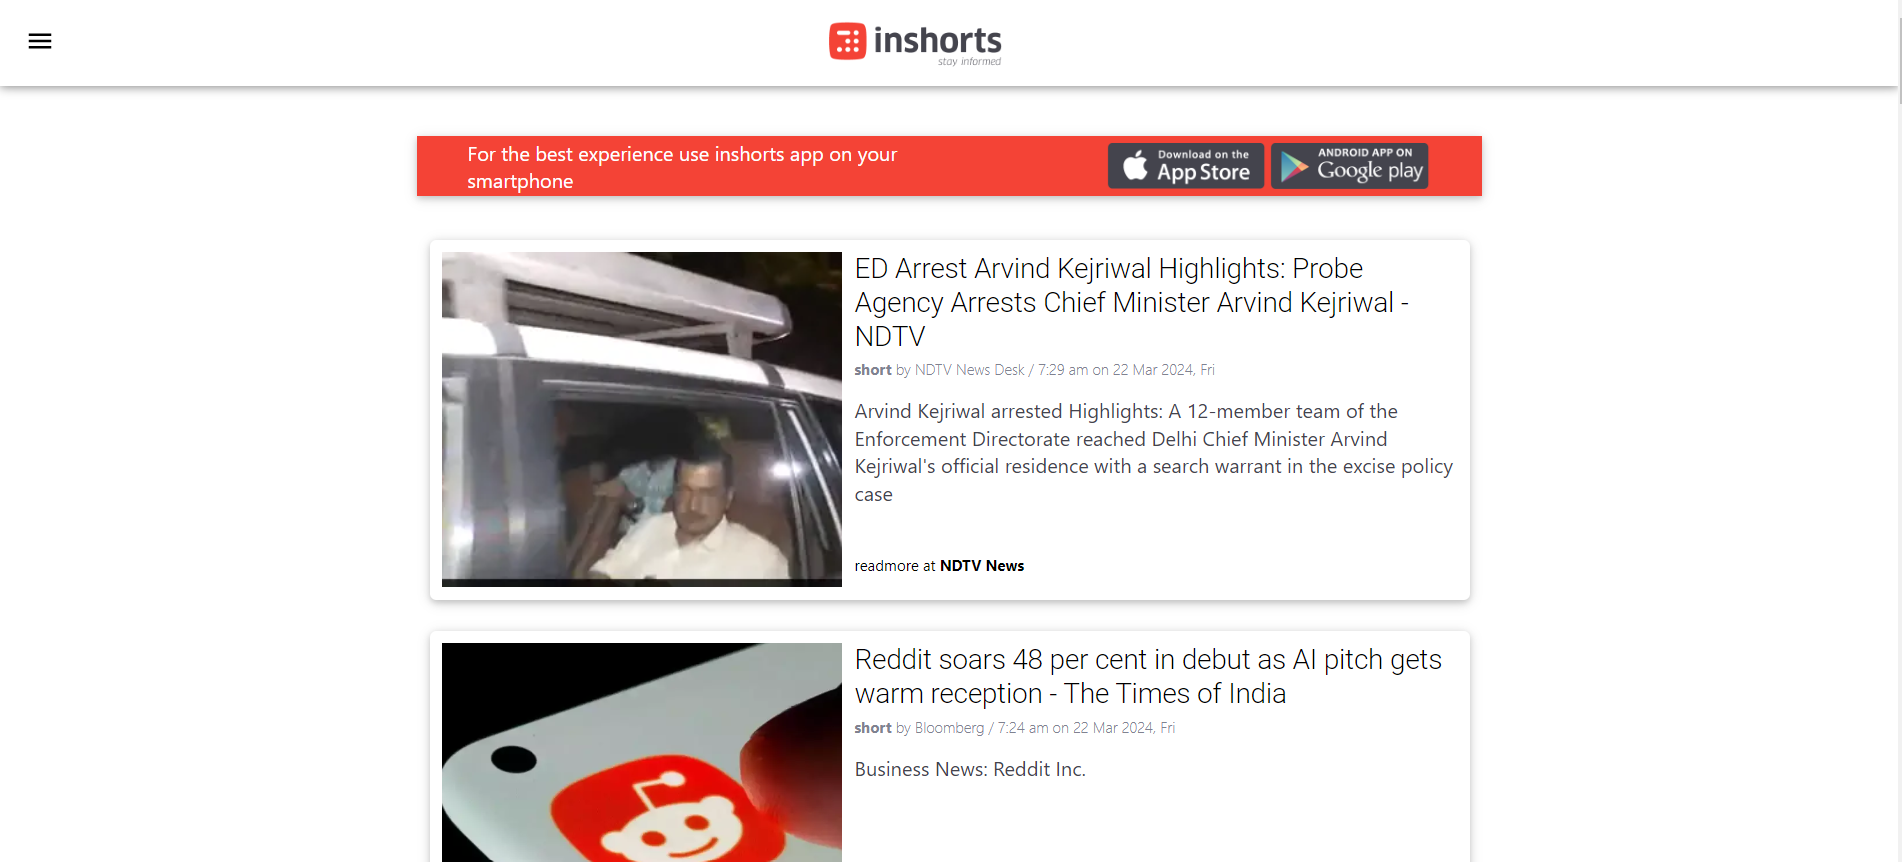 inshorts
stay informed
For the best experience use inshorts app on your
smartphone
Download on the
App Store
ANDROID APP ON
Google play
ED Arrest Arvind Kejriwal Highlights: Probe
Agency Arrests Chief Minister Arvind Kejriwal -
NDTV
short by NDTV News Desk / 7:29 am on 22 Mar 2024, Fri
Arvind Kejriwal arrested Highlights: A 12-member team of the
Enforcement Directorate reached Delhi Chief Minister Arvind
Kejriwal's official residence with a search warrant in the excise policy
case
readmore at NDTV News
Reddit soars 48 per cent in debut as AI pitch gets
warm reception - The Times of India
short by Bloomberg / 7:24 am on 22 Mar 2024, Fri
Business News: Reddit Inc.